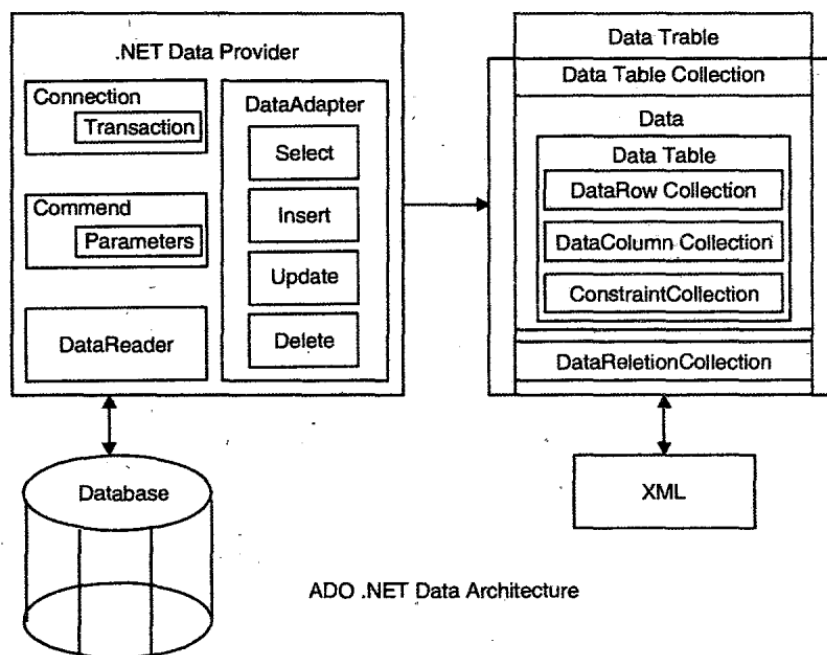 .NET Data Provider
Connection
Transaction
Commend
Parameters
DataReader
DataAdapter
Select
Insert
Update
Delete
Data Trable
Data Table Collection
Data
Data Table
DataRow Collection
DataColumn Collection
ConstraintCollection
DataReletionCollection
Database
XML
ADO .NET Data Architecture